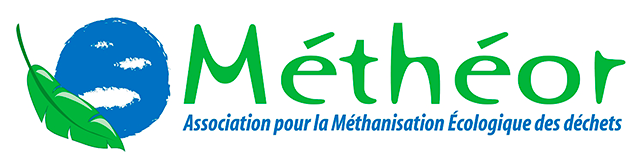 Méthéor
Association pour la Méthanisation Écologique des déchets